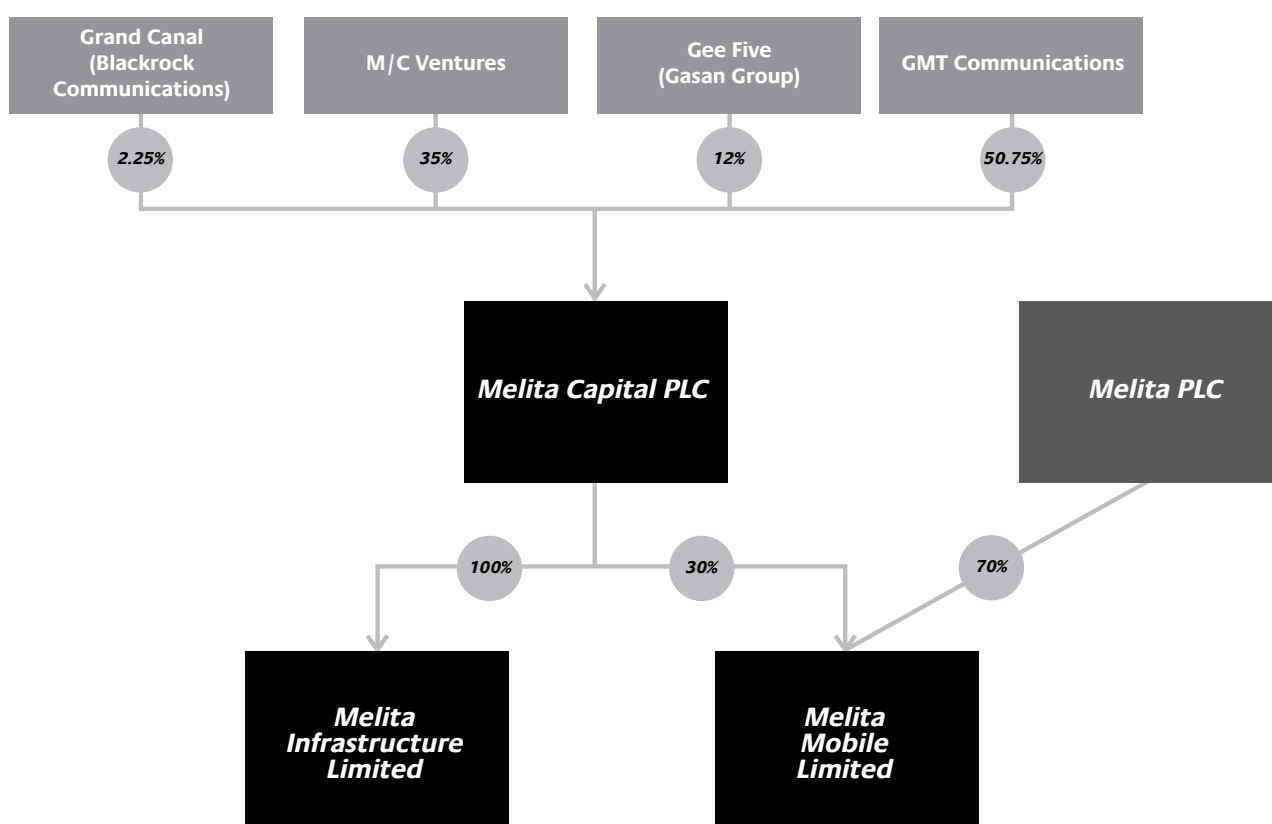 Grand Canal
(Blackrock
Communications)
M/C Ventures
Gee Five
(Gasan Group)
GMT Communications
2.25%
35%
12%
50.75%
Melita Capital PLC
Melita PLC
100%
30%
70%
Melita
Infrastructure
Limited
Melita
Mobile
Limited